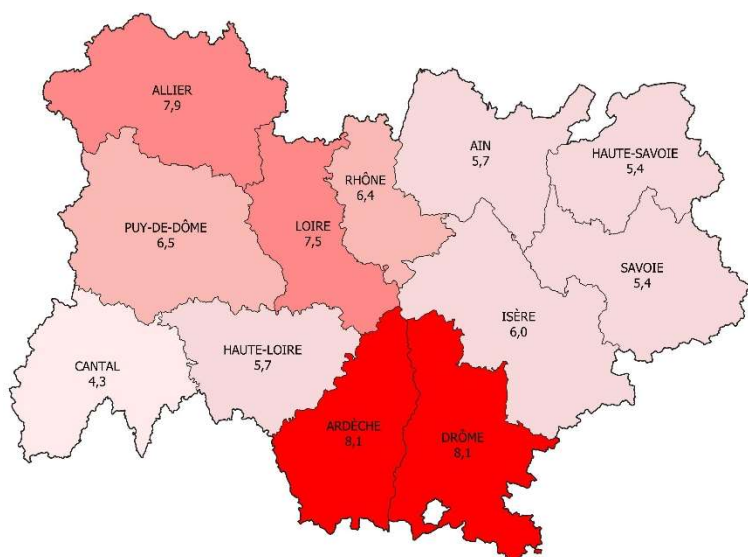 ALLIER
7,9
AIN
5,7
HAUTE-SAVOIE
5,4
RHÔNE
6,4
PUY-DE-DÔME
6,5
LOIRE
7,5
SAVOIE
5,4
ISÈRE
6,0
HAUTE-LOIRE
5,7
CANTAL
4,3
ARDÈCHE
8,1
DRÔME
8,1